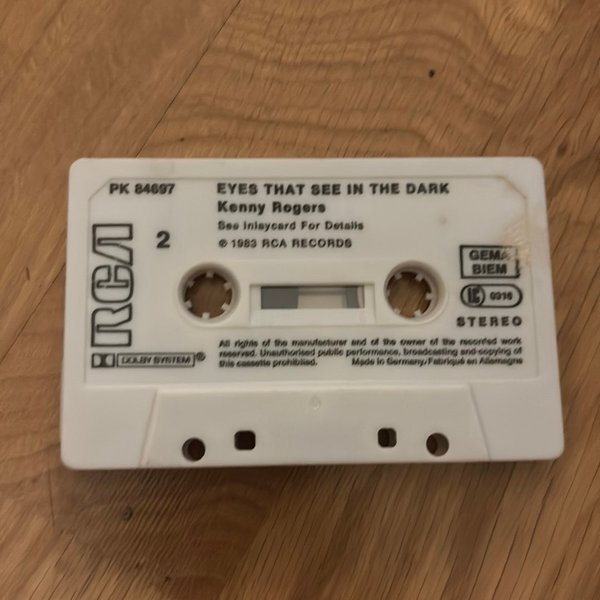 PK 84697
EYES THAT SEE IN THE DARK
Kenny Rogers
See Inlaycard For Details
℗ 1983 RCA RECORDS
2
RCA
GEMA
BIEM
LC 0316
STEREO
DOLBY SYSTEM ®
All rights of the manufacturer and of the owner of the recorded work
reserved. Unauthorised public performance, broadcasting and copying of
this cassette prohibited. Made in Germany/Fabriqué en Allemagne